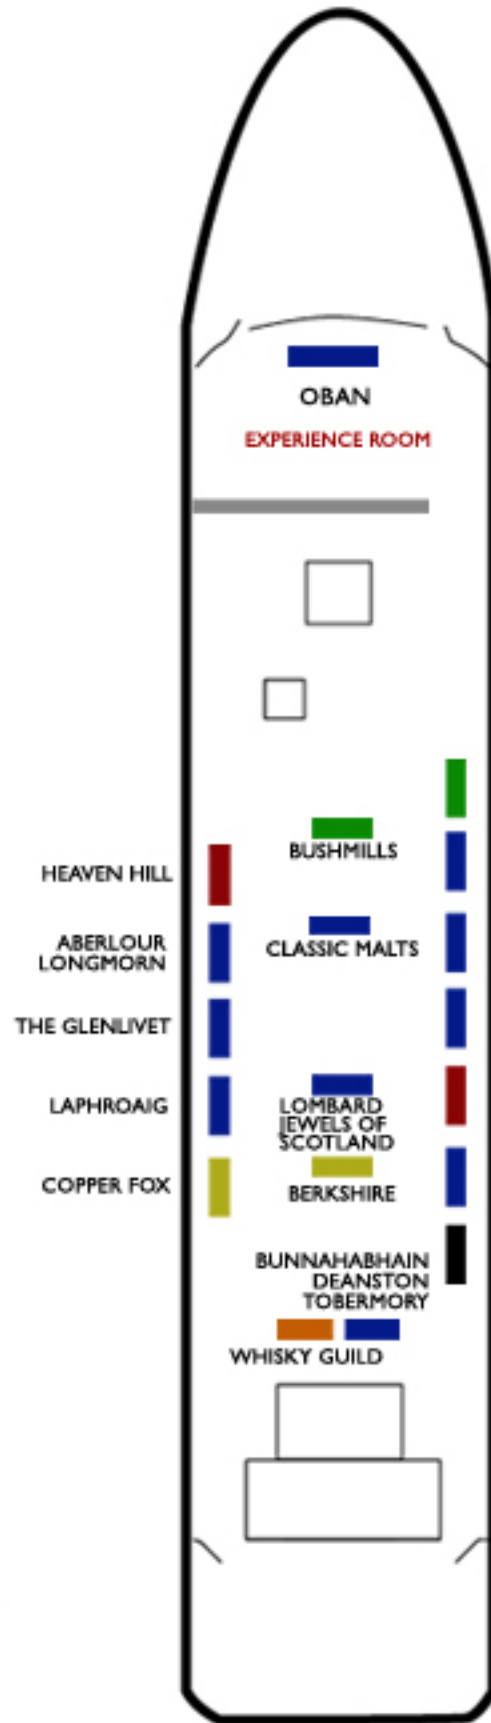 OBAN
EXPERIENCE ROOM
BUSHMILLS
HEAVEN HILL
ABERLOUR
LONGMORN
CLASSIC MALTS
THE GLENLIVET
LAPHROAIG
LOMBARD
JEWELS OF
SCOTLAND
COPPER FOX
BERKSHIRE
BUNNAHABHAIN
DEANSTON
TOBERMORY
WHISKY GUILD